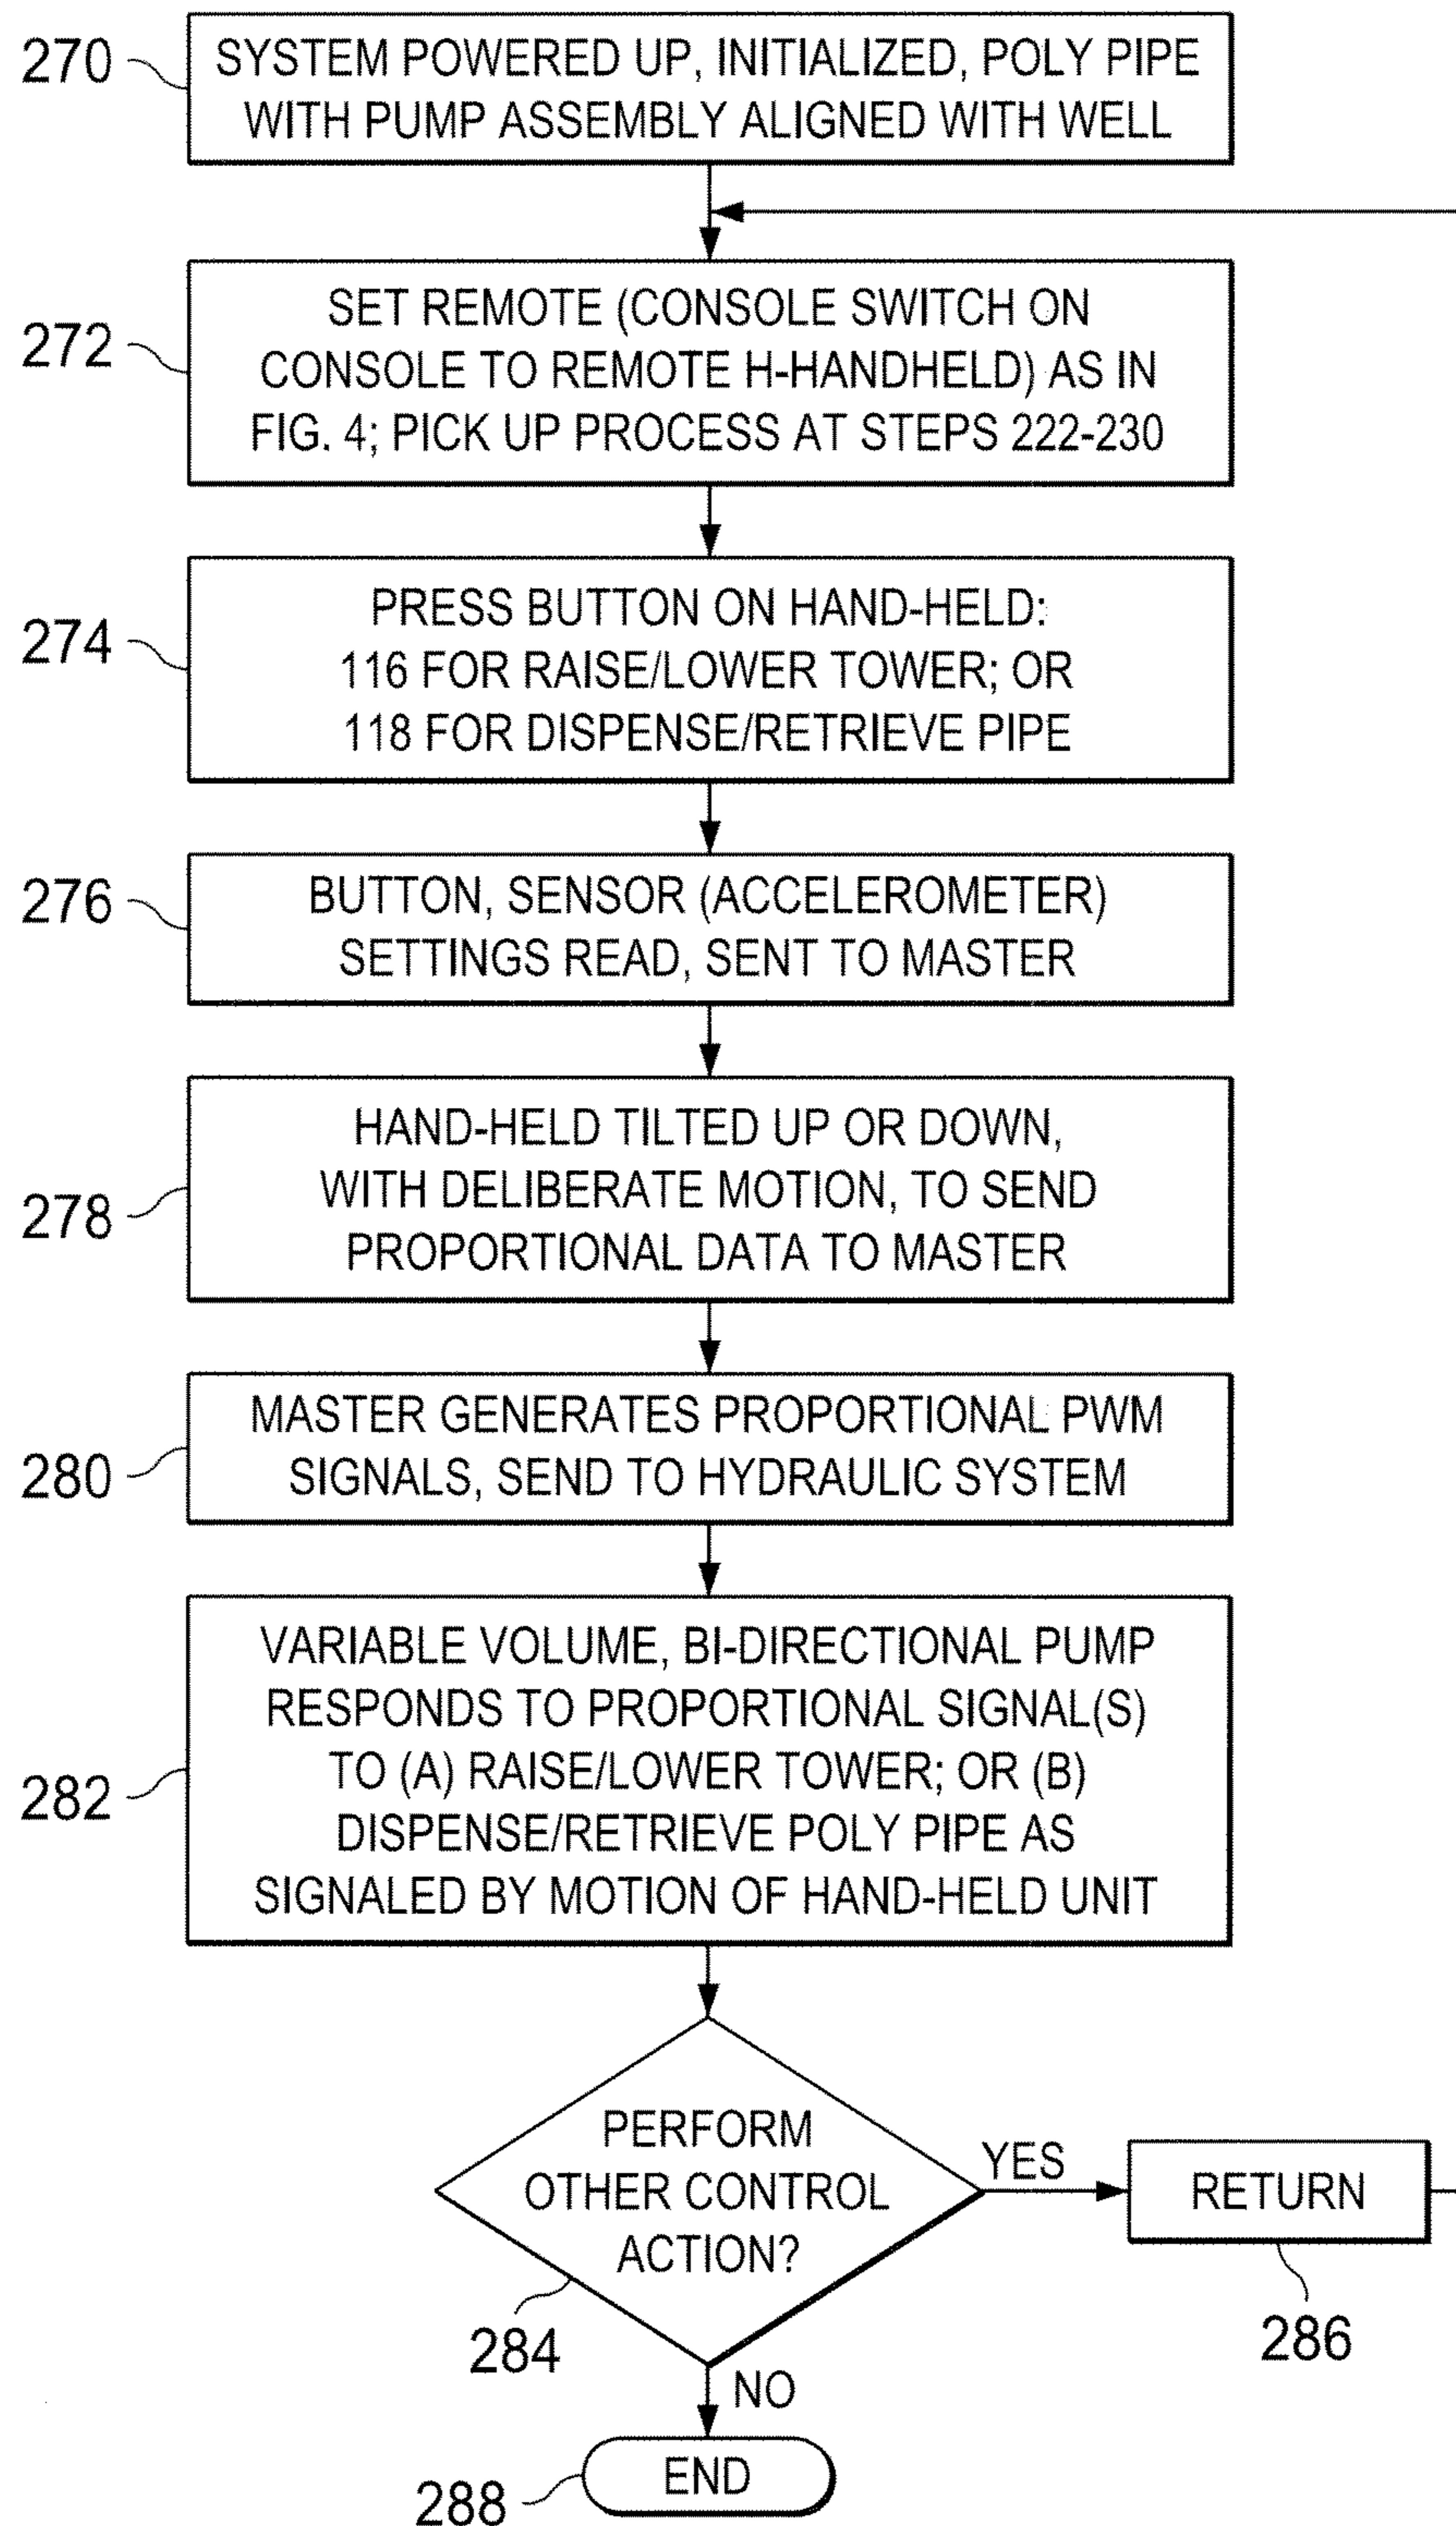 270
SYSTEM POWERED UP, INITIALIZED, POLY PIPE
WITH PUMP ASSEMBLY ALIGNED WITH WELL
272
SET REMOTE (CONSOLE SWITCH ON
CONSOLE TO REMOTE H-HANDHELD) AS IN
FIG. 4; PICK UP PROCESS AT STEPS 222-230
274
PRESS BUTTON ON HAND-HELD:
116 FOR RAISE/LOWER TOWER; OR
118 FOR DISPENSE/RETRIEVE PIPE
276
BUTTON, SENSOR (ACCELEROMETER)
SETTINGS READ, SENT TO MASTER
278
HAND-HELD TILTED UP OR DOWN,
WITH DELIBERATE MOTION, TO SEND
PROPORTIONAL DATA TO MASTER
280
MASTER GENERATES PROPORTIONAL PWM
SIGNALS, SEND TO HYDRAULIC SYSTEM
282
VARIABLE VOLUME, BI-DIRECTIONAL PUMP
RESPONDS TO PROPORTIONAL SIGNAL(S)
TO (A) RAISE/LOWER TOWER; OR (B)
DISPENSE/RETRIEVE POLY PIPE AS
SIGNALED BY MOTION OF HAND-HELD UNIT
PERFORM
OTHER CONTROL
ACTION?
284
YES
RETURN
286
NO
END
288